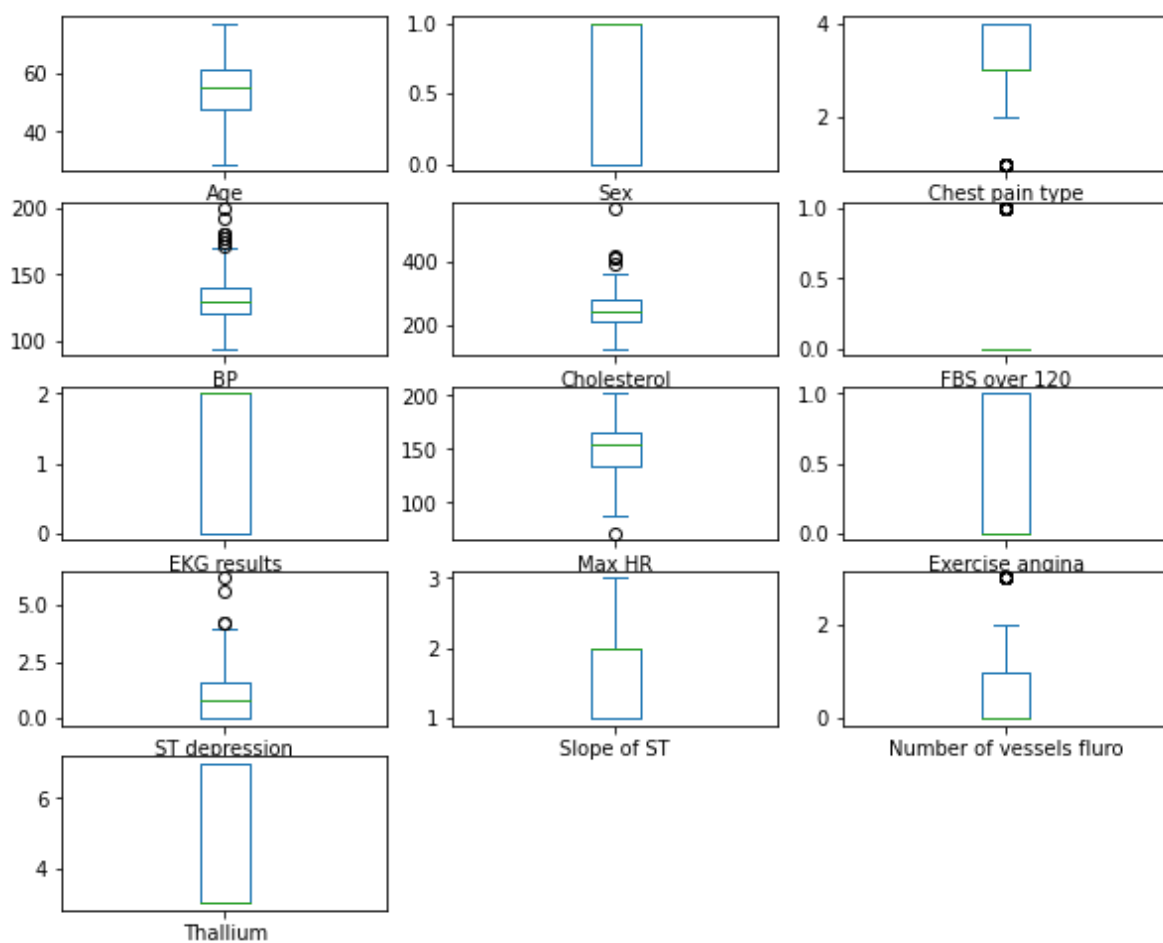 60
40
Age
1.0
0.5
0.0
Sex
4
2
Chest pain type
200
150
100
BP
400
200
Cholesterol
1.0
0.5
0.0
FBS over 120
2
1
0
EKG results
200
150
100
Max HR
1.0
0.5
0.0
Exercise angina
5.0
2.5
0.0
ST depression
3
2
1
Slope of ST
2
0
Number of vessels fluro
6
4
Thallium